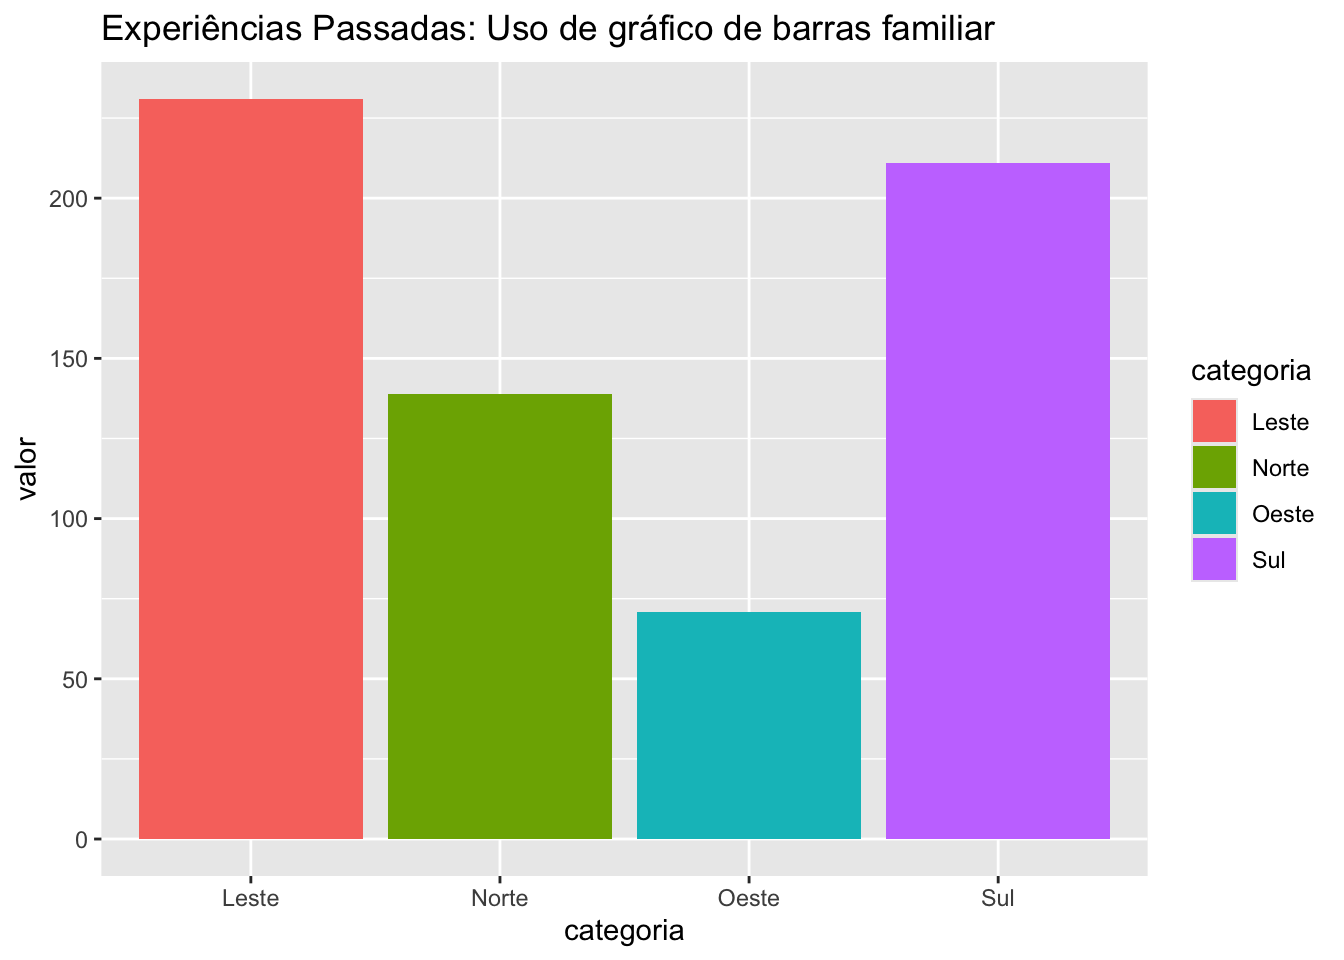 Experiências Passadas: Uso de gráfico de barras familiar
valor
200
150
100
50
0
Leste Norte Oeste Sul
categoria
categoria
Leste
Norte
Oeste
Sul